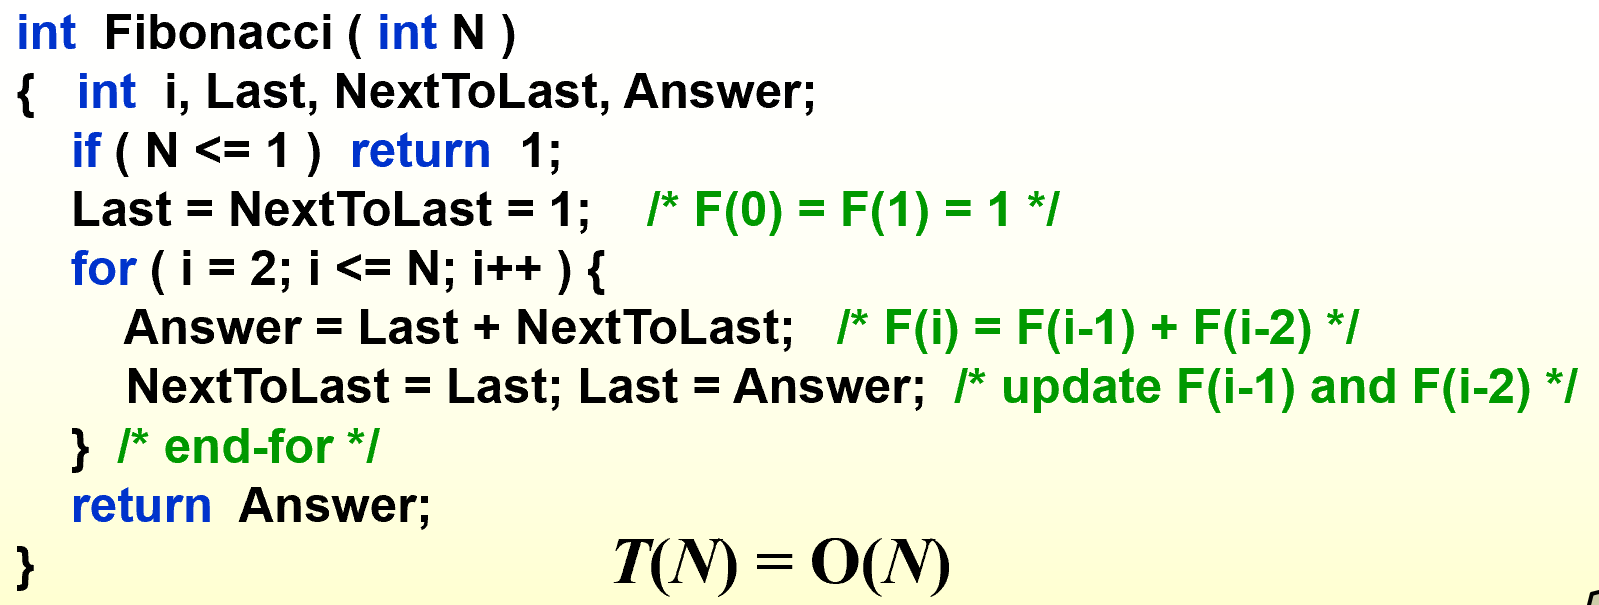 int Fibonacci ( int N )
{ int i, Last, NextToLast, Answer;
if ( N <= 1 ) return 1;
Last = NextToLast = 1; /* F(0) = F(1) = 1 */
for ( i = 2; i <= N; i++ ) {
Answer = Last + NextToLast; /* F(i) = F(i-1) + F(i-2) */
NextToLast = Last; Last = Answer; /* update F(i-1) and F(i-2) */
} /* end-for */
return Answer;
}
T(N) = O(N)